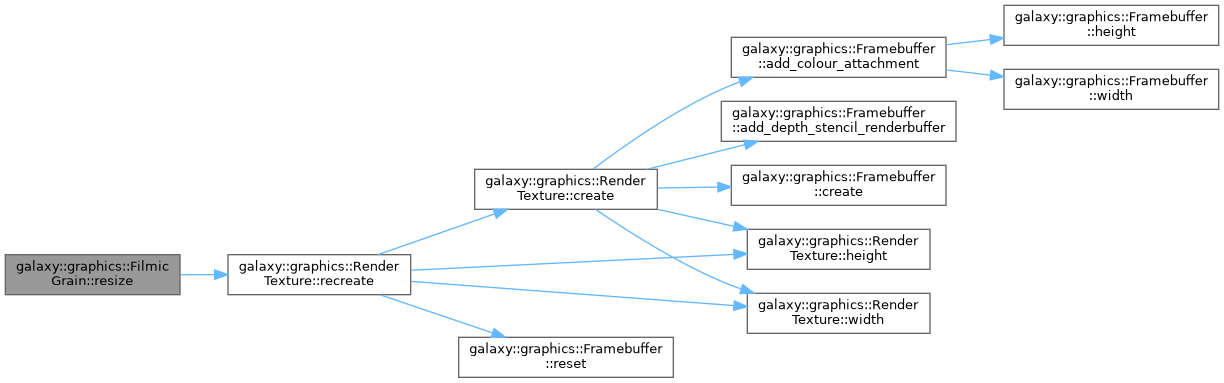 galaxy::graphics::Filmic
Grain::resize
galaxy::graphics::Render
Texture::recreate
galaxy::graphics::Render
Texture::create
galaxy::graphics::Framebuffer
::add_colour_attachment
galaxy::graphics::Framebuffer
::height
galaxy::graphics::Framebuffer
::width
galaxy::graphics::Framebuffer
::add_depth_stencil_renderbuffer
galaxy::graphics::Framebuffer
::create
galaxy::graphics::Render
Texture::height
galaxy::graphics::Render
Texture::width
galaxy::graphics::Framebuffer
::reset